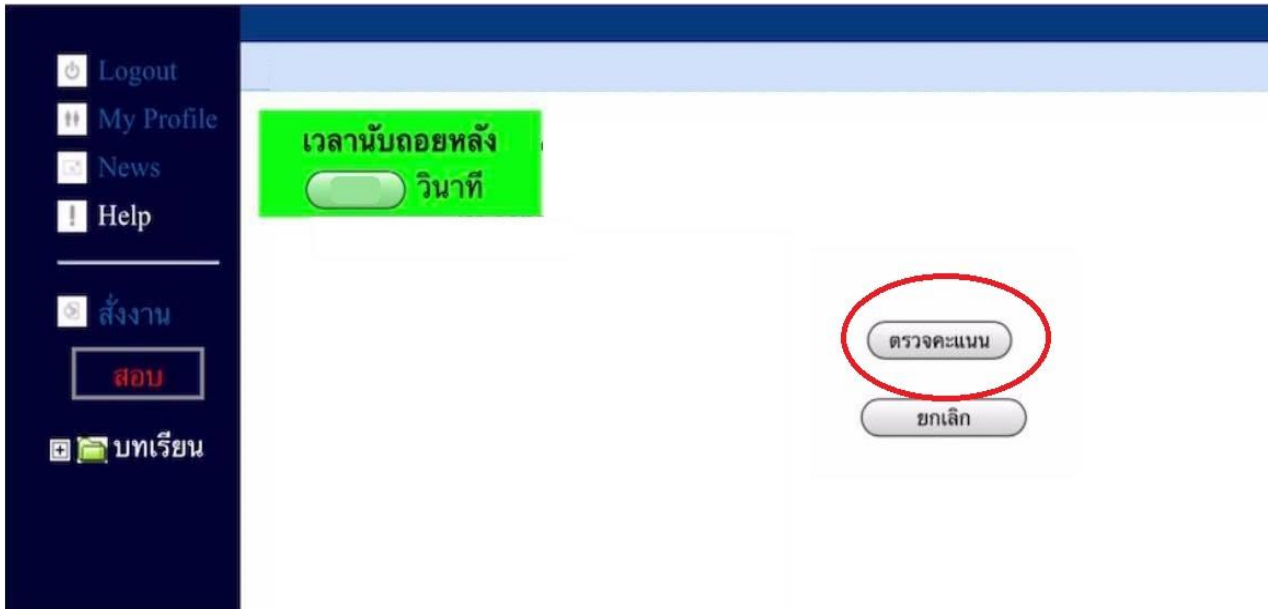 Logout
My Profile
News
Help
สั่งงาน
สอบ
บทเรียน
เวลานับถอยหลัง
วินาที
ตรวจคะแนน
ยกเลิก